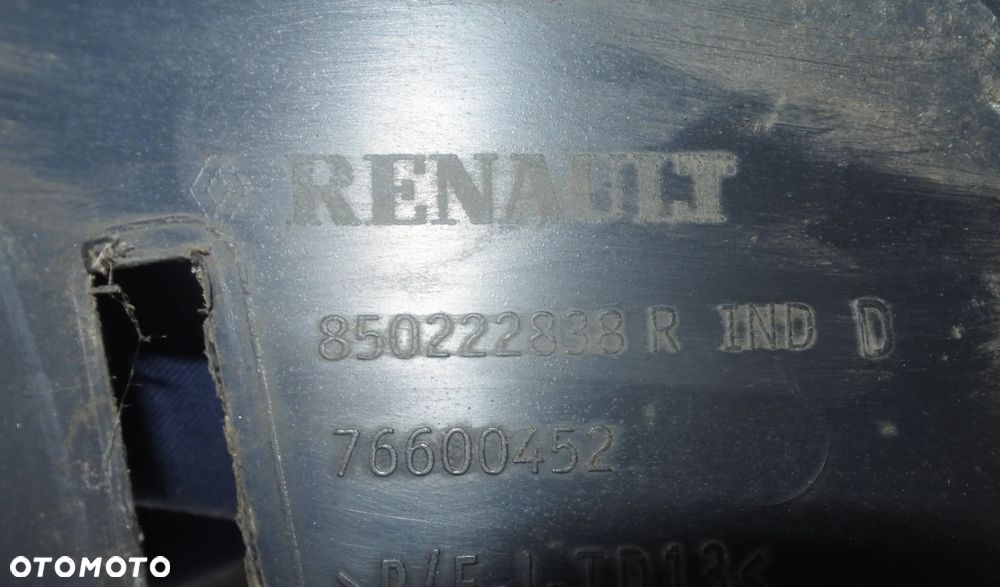 RENAULT
850222838 R IND D
76600452
OTOMOTO